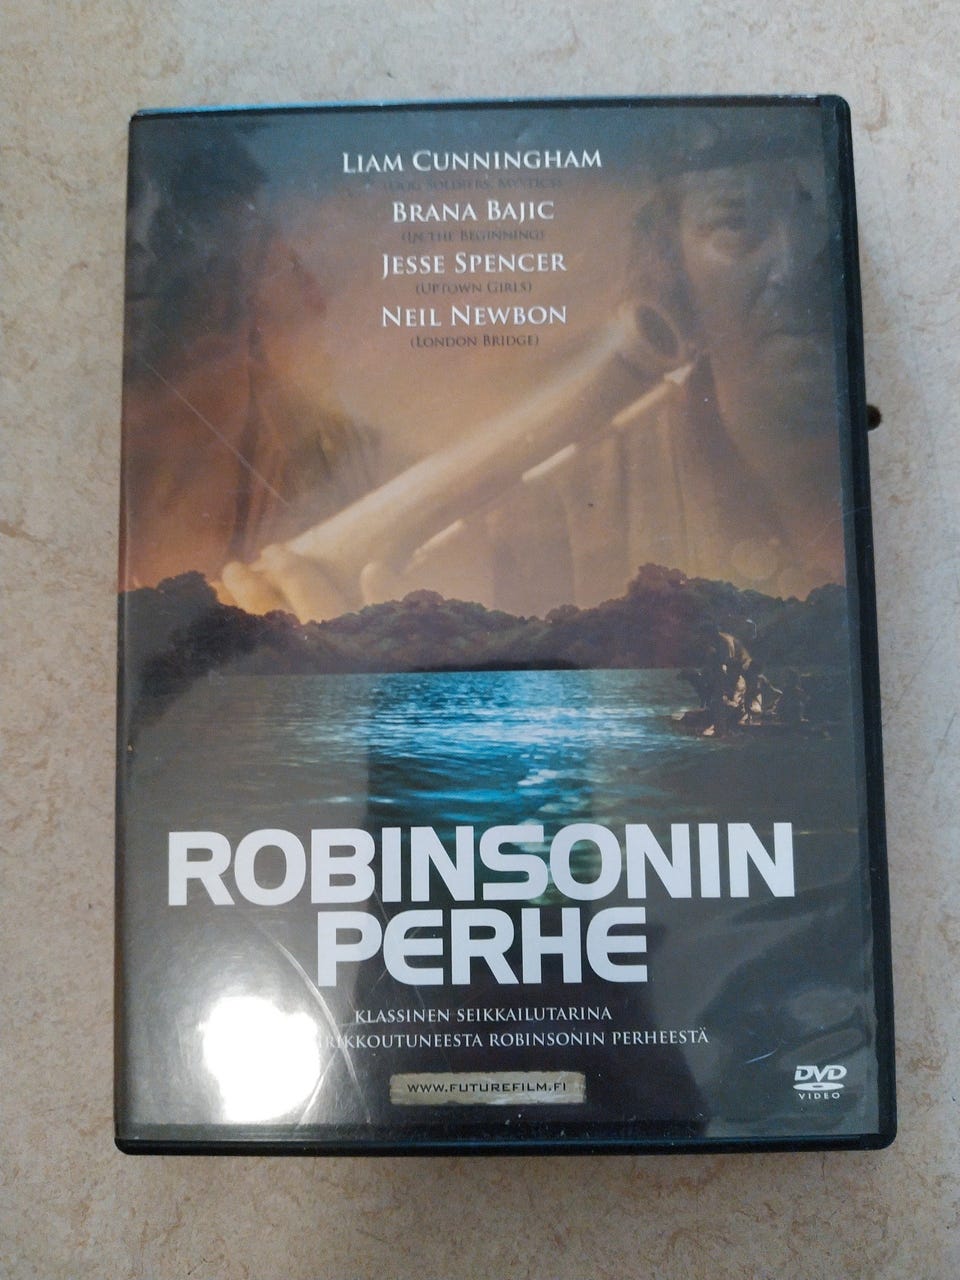 LIAM CUNNINGHAM
(DOG SOLDIERS, MYSTICS)
BRANA BAJIC
(IN THE BEGINNING)
JESSE SPENCER
(UPTOWN GIRLS)
NEIL NEWBON
(LONDON BRIDGE)
ROBINSONIN
PERHE
KLASSINEN SEIKKAILUTARINA
ROBINSONIN PERHEESTÄ
WWW.FUTUREFILM.FI
DVD
VIDEO